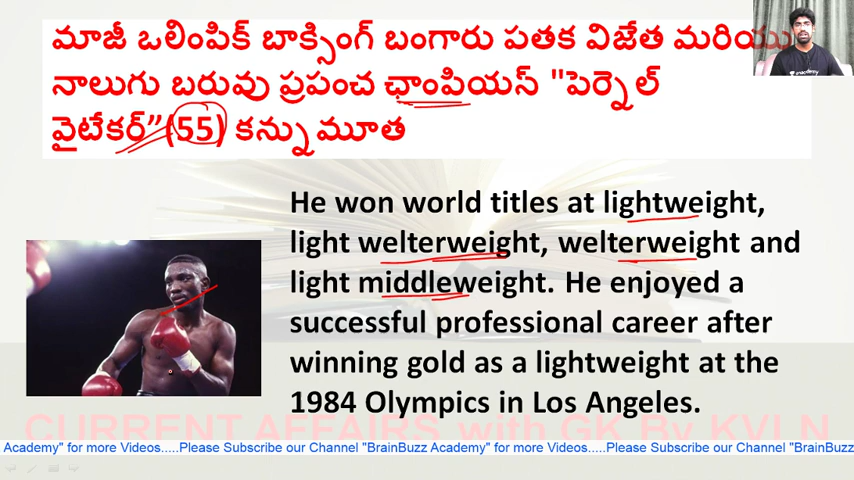 మాజీ ఒలింపిక్ బాక్సింగ్ బంగారు పతక విజేత మరియు
నాలుగు బరువు ప్రపంచ ఛాంపియన్ "పెర్నెల్
వైటేకర్"(55) కన్నుమూత
He won world titles at lightweight,
light welterweight, welterweight and
light middleweight. He enjoyed a
successful professional career after
winning gold as a lightweight at the
1984 Olympics in Los Angeles.
CURRENT AFFAIRS with GK By KVLN
Academy" for more Videos.....Please Subscribe our Channel "BrainBuzz Academy" for more Videos.....Please Subscribe our Channel "BrainBuzz